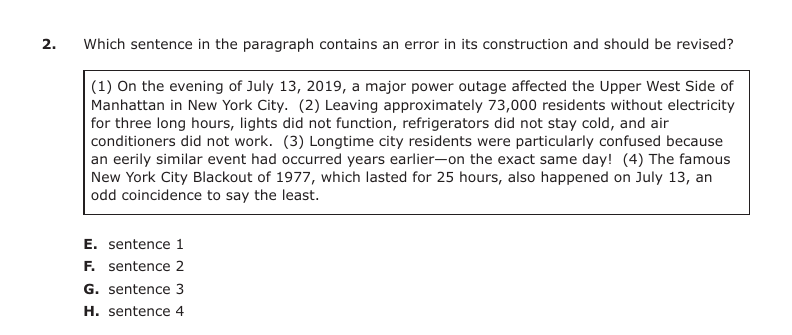 2. Which sentence in the paragraph contains an error in its construction and should be revised?
(1) On the evening of July 13, 2019, a major power outage affected the Upper West Side of
Manhattan in New York City. (2) Leaving approximately 73,000 residents without electricity
for three long hours, lights did not function, refrigerators did not stay cold, and air
conditioners did not work. (3) Longtime city residents were particularly confused because
an eerily similar event had occurred years earlier—on the exact same day! (4) The famous
New York City Blackout of 1977, which lasted for 25 hours, also happened on July 13, an
odd coincidence to say the least.
E. sentence 1
F. sentence 2
G. sentence 3
H. sentence 4